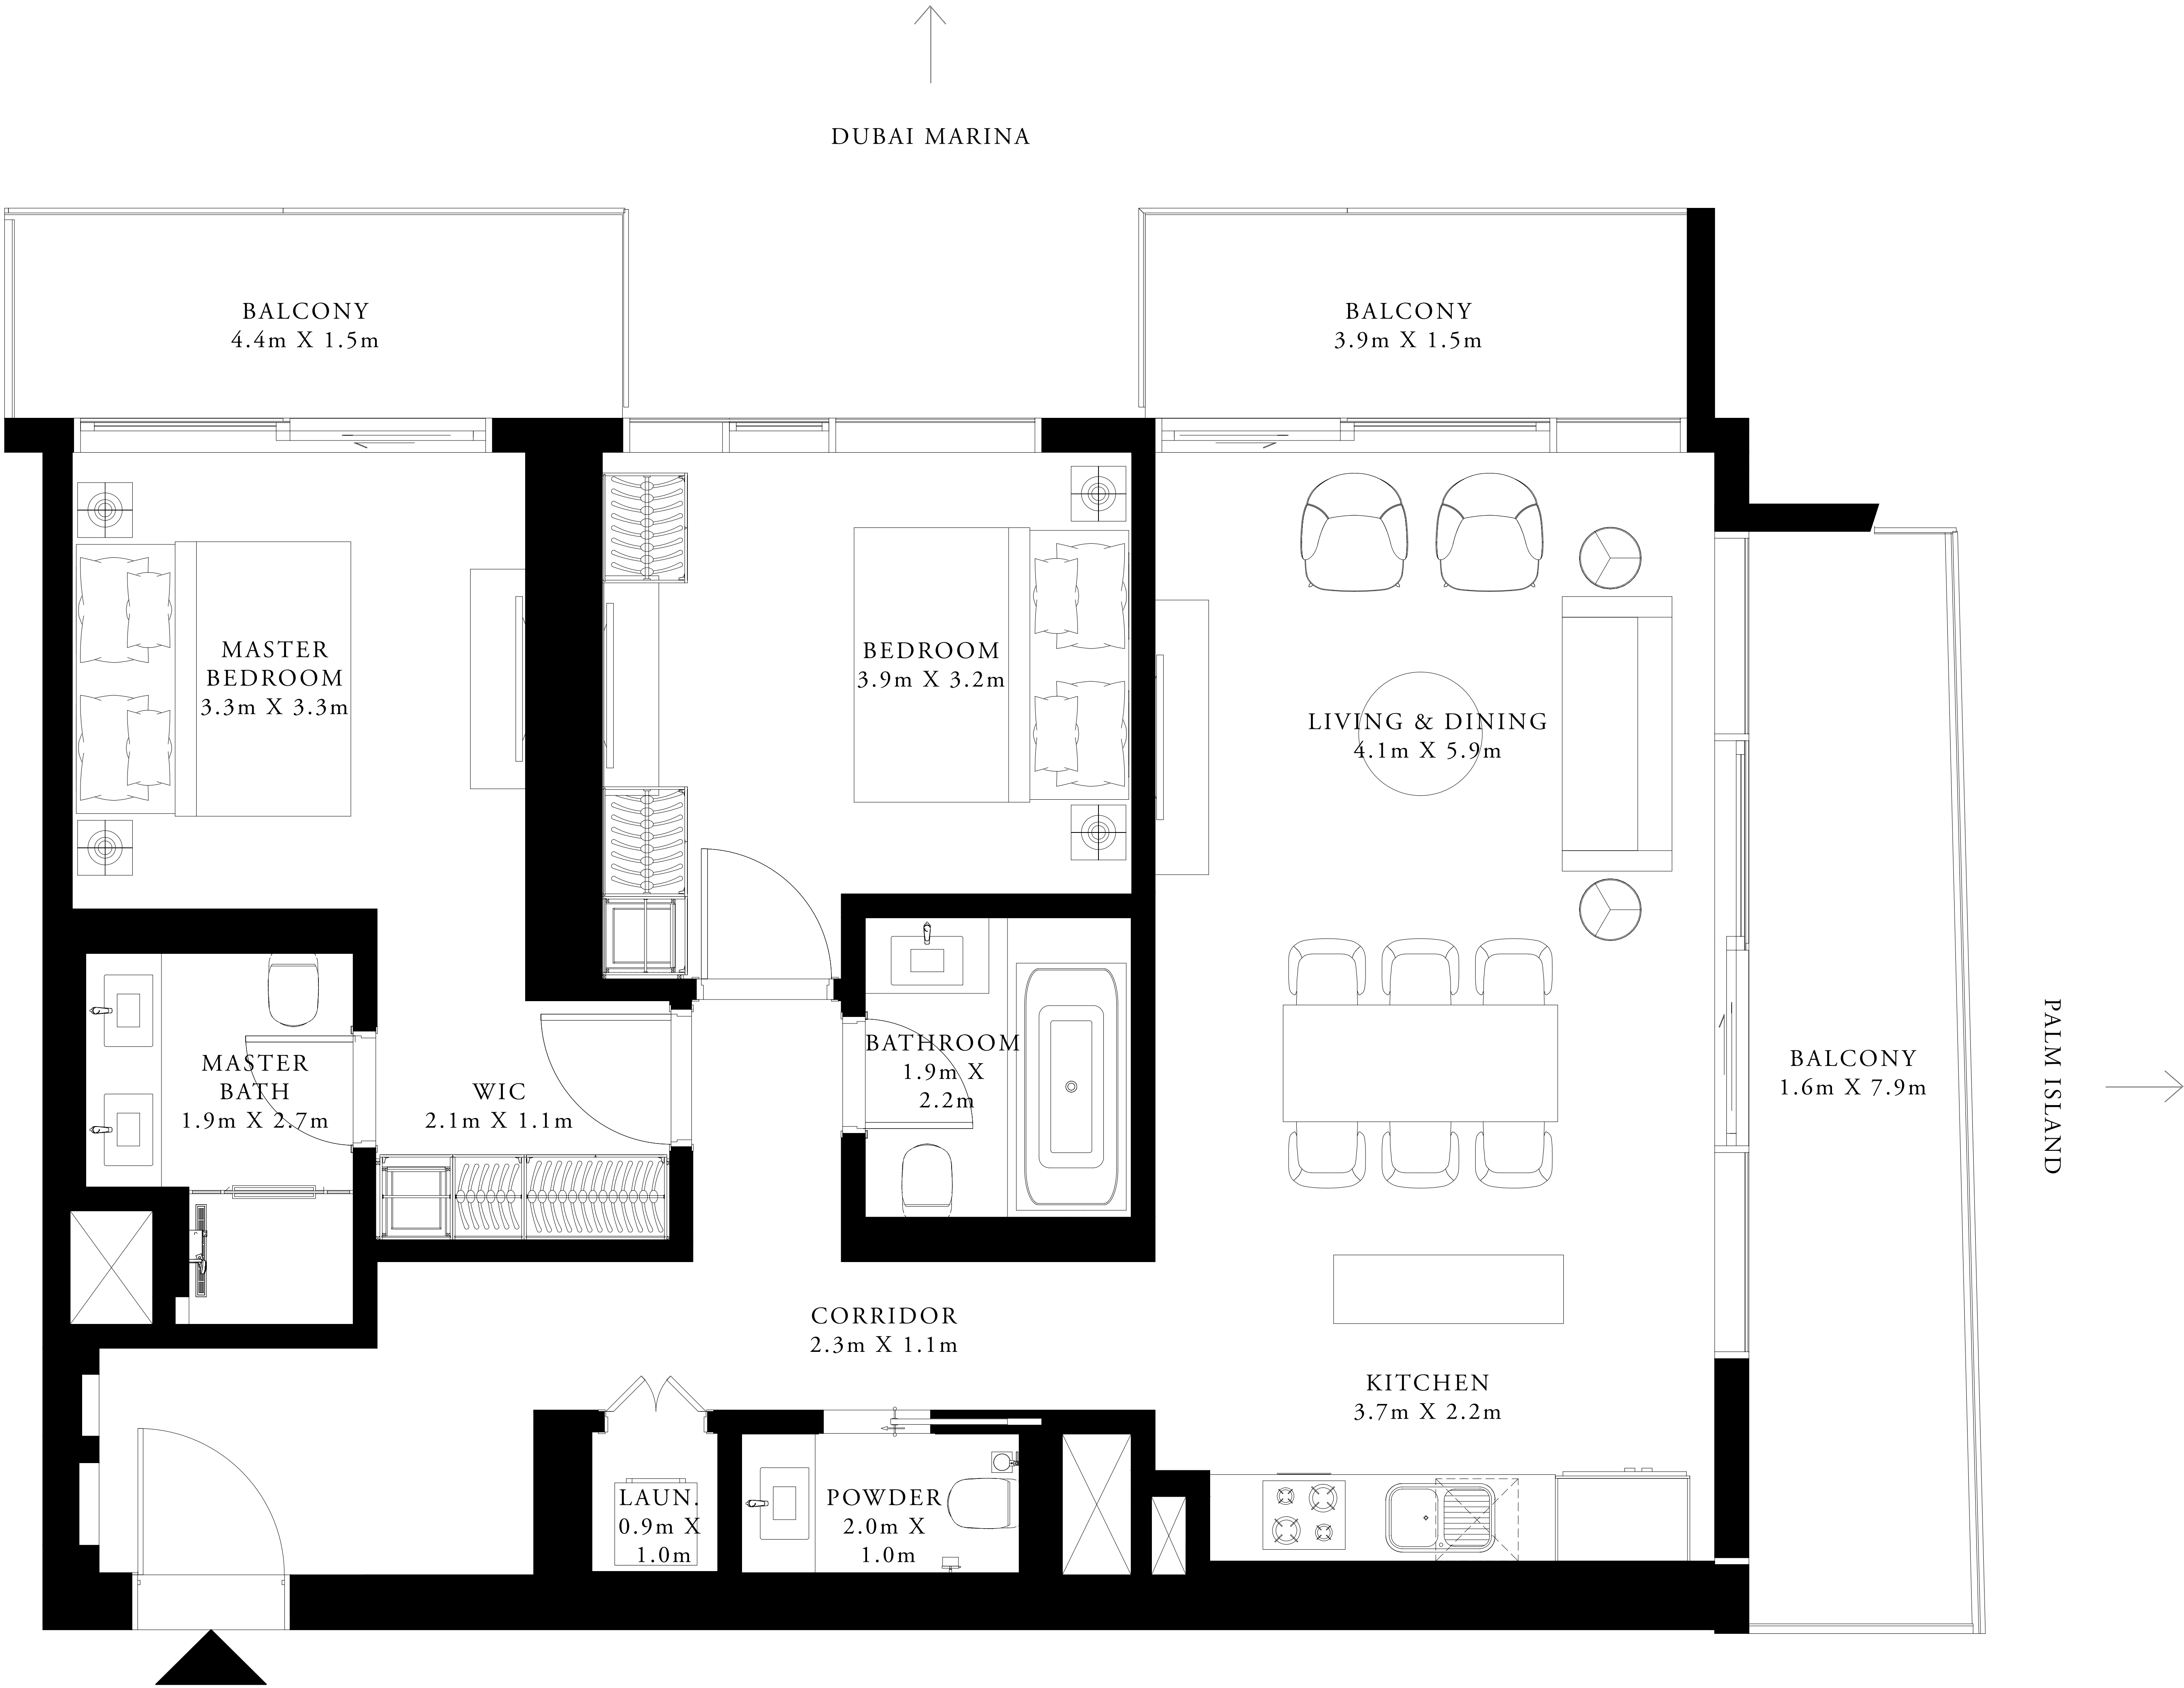 DUBAI MARINA
BALCONY
4.4m X 1.5m
BALCONY
3.9m X 1.5m
MASTER
BEDROOM
3.3m X 3.3m
BEDROOM
3.9m X 3.2m
LIVING & DINING
4.1m X 5.9m
MASTER
BATH
1.9m X 2.7m
WIC
2.1m X 1.1m
BATHROOM
1.9m X
2.2m
BALCONY
1.6m X 7.9m
PALM ISLAND
CORRIDOR
2.3m X 1.1m
KITCHEN
3.7m X 2.2m
LAUN.
0.9m X
1.0m
POWDER
2.0m X
1.0m